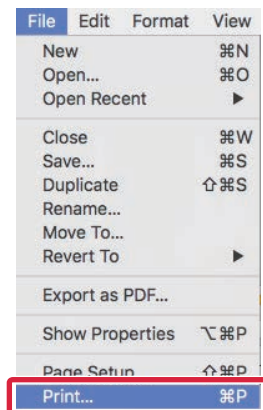 File Edit Format View
New ⌘N
Open... ⌘O
Open Recent ▶
Close ⌘W
Save... ⌘S
Duplicate ⇧⌘S
Rename...
Move To...
Revert To ▶
Export as PDF...
Show Properties ⌥⌘P
Page Setup ⇧⌘P
Print... ⌘P